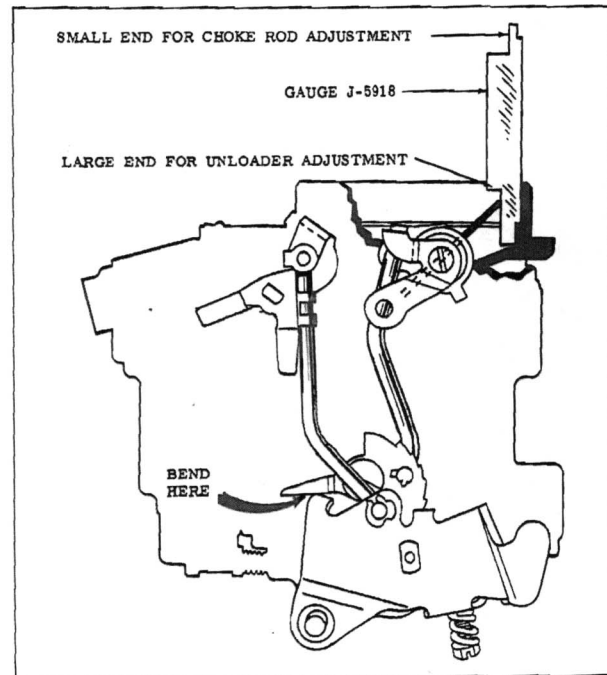 SMALL END FOR CHOKE ROD ADJUSTMENT
GAUGE J-5918
LARGE END FOR UNLOADER ADJUSTMENT
BEND
HERE